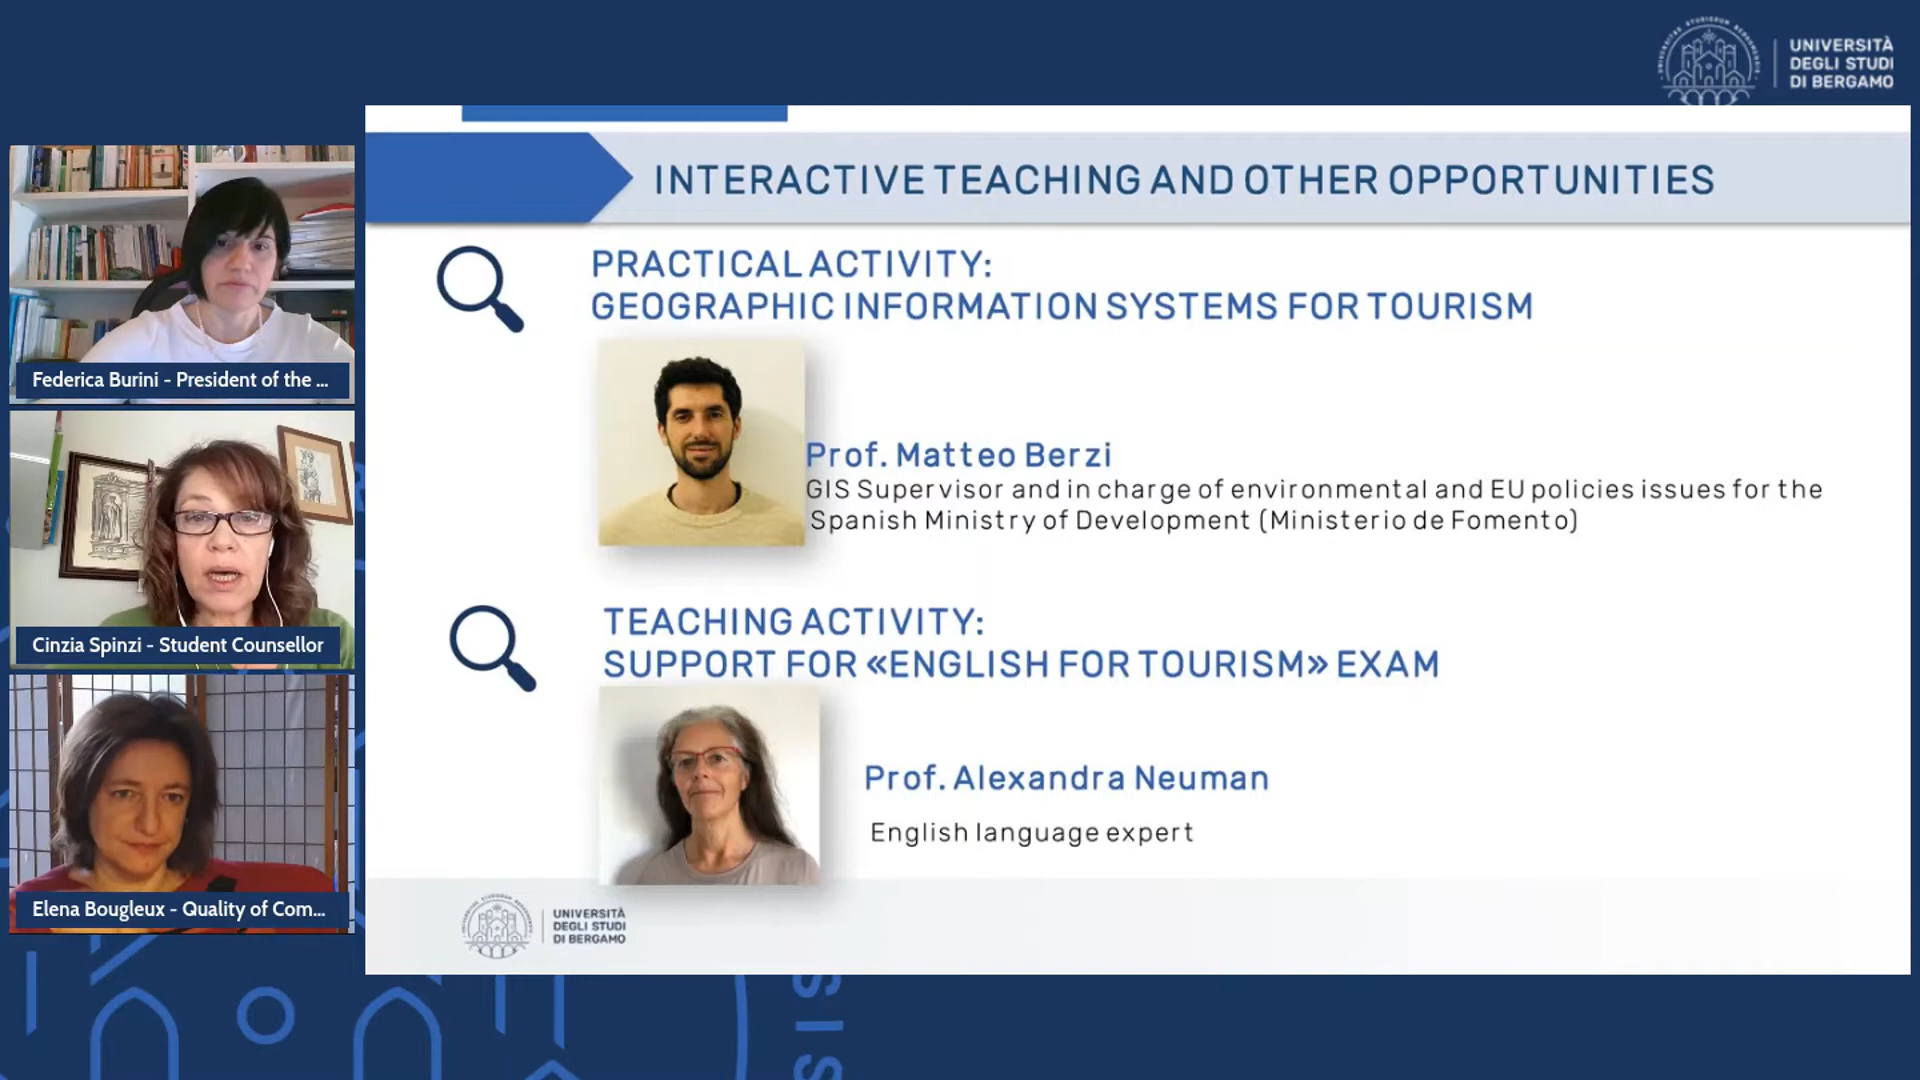 UNIVERSITÀ
DEGLI STUDI
DI BERGAMO
INTERACTIVE TEACHING AND OTHER OPPORTUNITIES
PRACTICAL ACTIVITY:
GEOGRAPHIC INFORMATION SYSTEMS FOR TOURISM
Prof. Matteo Berzi
GIS Supervisor and in charge of environmental and EU policies issues for the
Spanish Ministry of Development (Ministerio de Fomento)
TEACHING ACTIVITY:
SUPPORT FOR «ENGLISH FOR TOURISM» EXAM
Prof. Alexandra Neuman
English language expert
UNIVERSITÀ
DEGLI STUDI
DI BERGAMO
Federica Burini - President of the ...
Cinzia Spinzi - Student Counsellor
Elena Bougleux - Quality of Com...
SIS